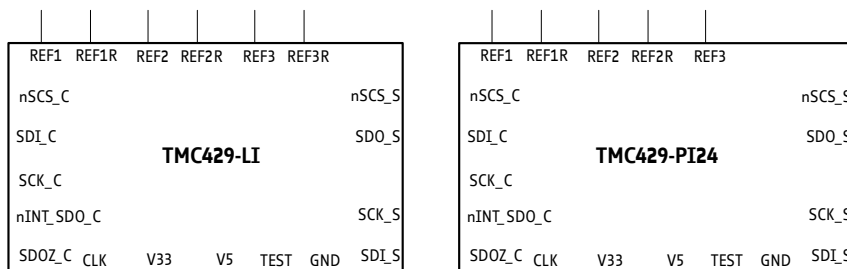 REF1 REF1R REF2 REF2R REF3 REF3R
nSCS_C nSCS_S
SDI_C SDO_S
TMC429-LI
SCK_C
nINT_SDO_C SCK_S
SDOZ_C CLK V33 V5 TEST GND SDI_S
REF1 REF1R REF2 REF2R REF3
nSCS_C nSCS_S
SDI_C SDO_S
TMC429-PI24
SCK_C
nINT_SDO_C SCK_S
SDOZ_C CLK V33 V5 TEST GND SDI_S